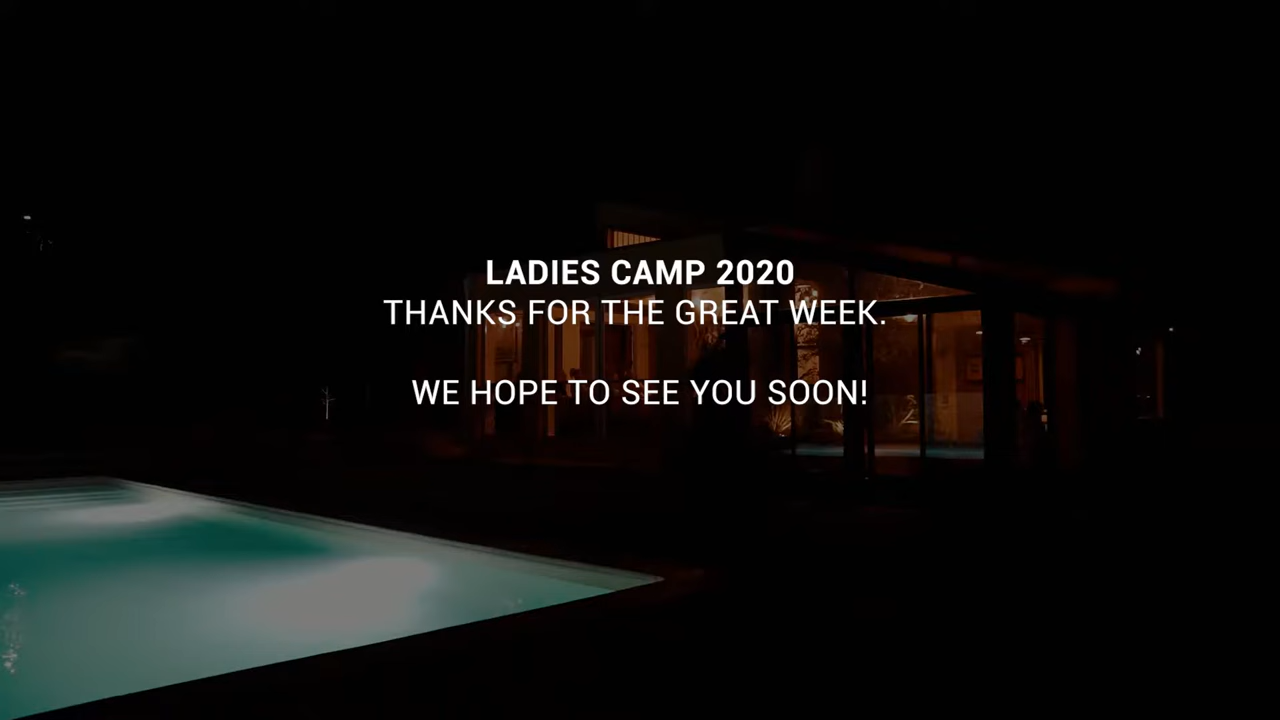 LADIES CAMP 2020
THANKS FOR THE GREAT WEEK.
WE HOPE TO SEE YOU SOON!